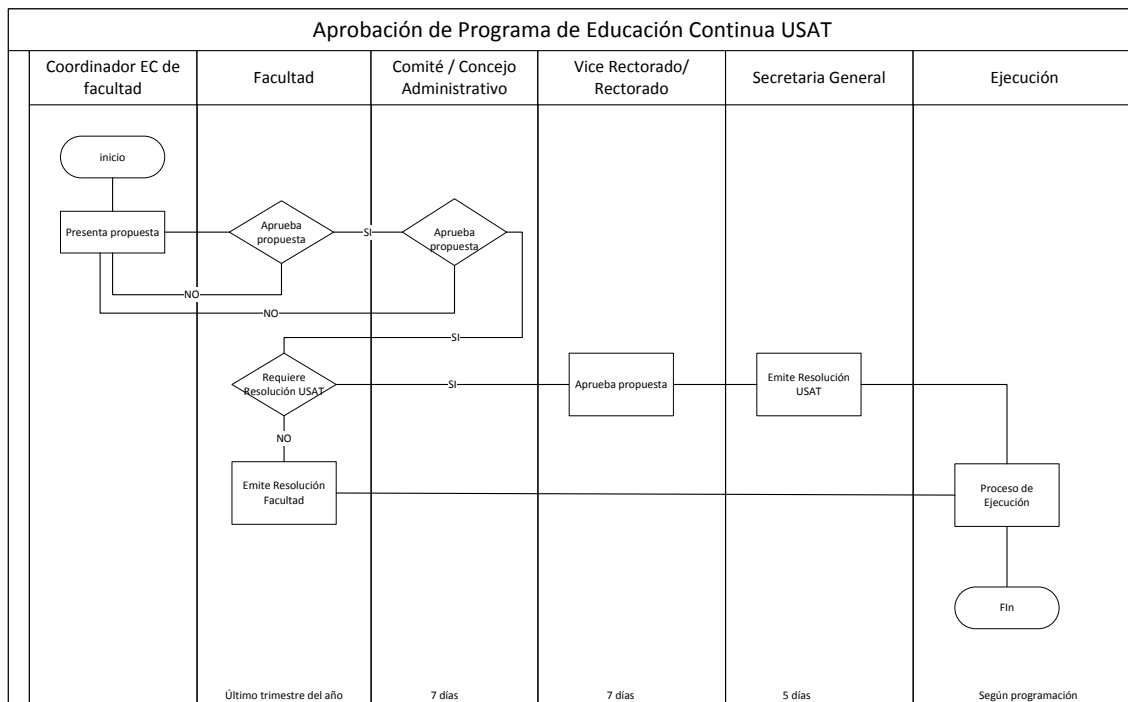 Aprobación de Programa de Educación Continua USAT
Coordinador EC de
facultad
Facultad
Comité / Concejo
Administrativo
Vice Rectorado/
Rectorado
Secretaria General
Ejecución
inicio
Presenta propuesta
Aprueba
propuesta
SI
Aprueba
propuesta
NO
NO
SI
Requiere
Resolución USAT
SI
Aprueba propuesta
Emite Resolución
USAT
NO
Emite Resolución
Facultad
Proceso de
Ejecución
FIn
Último trimestre del año
7 días
7 días
5 días
Según programación